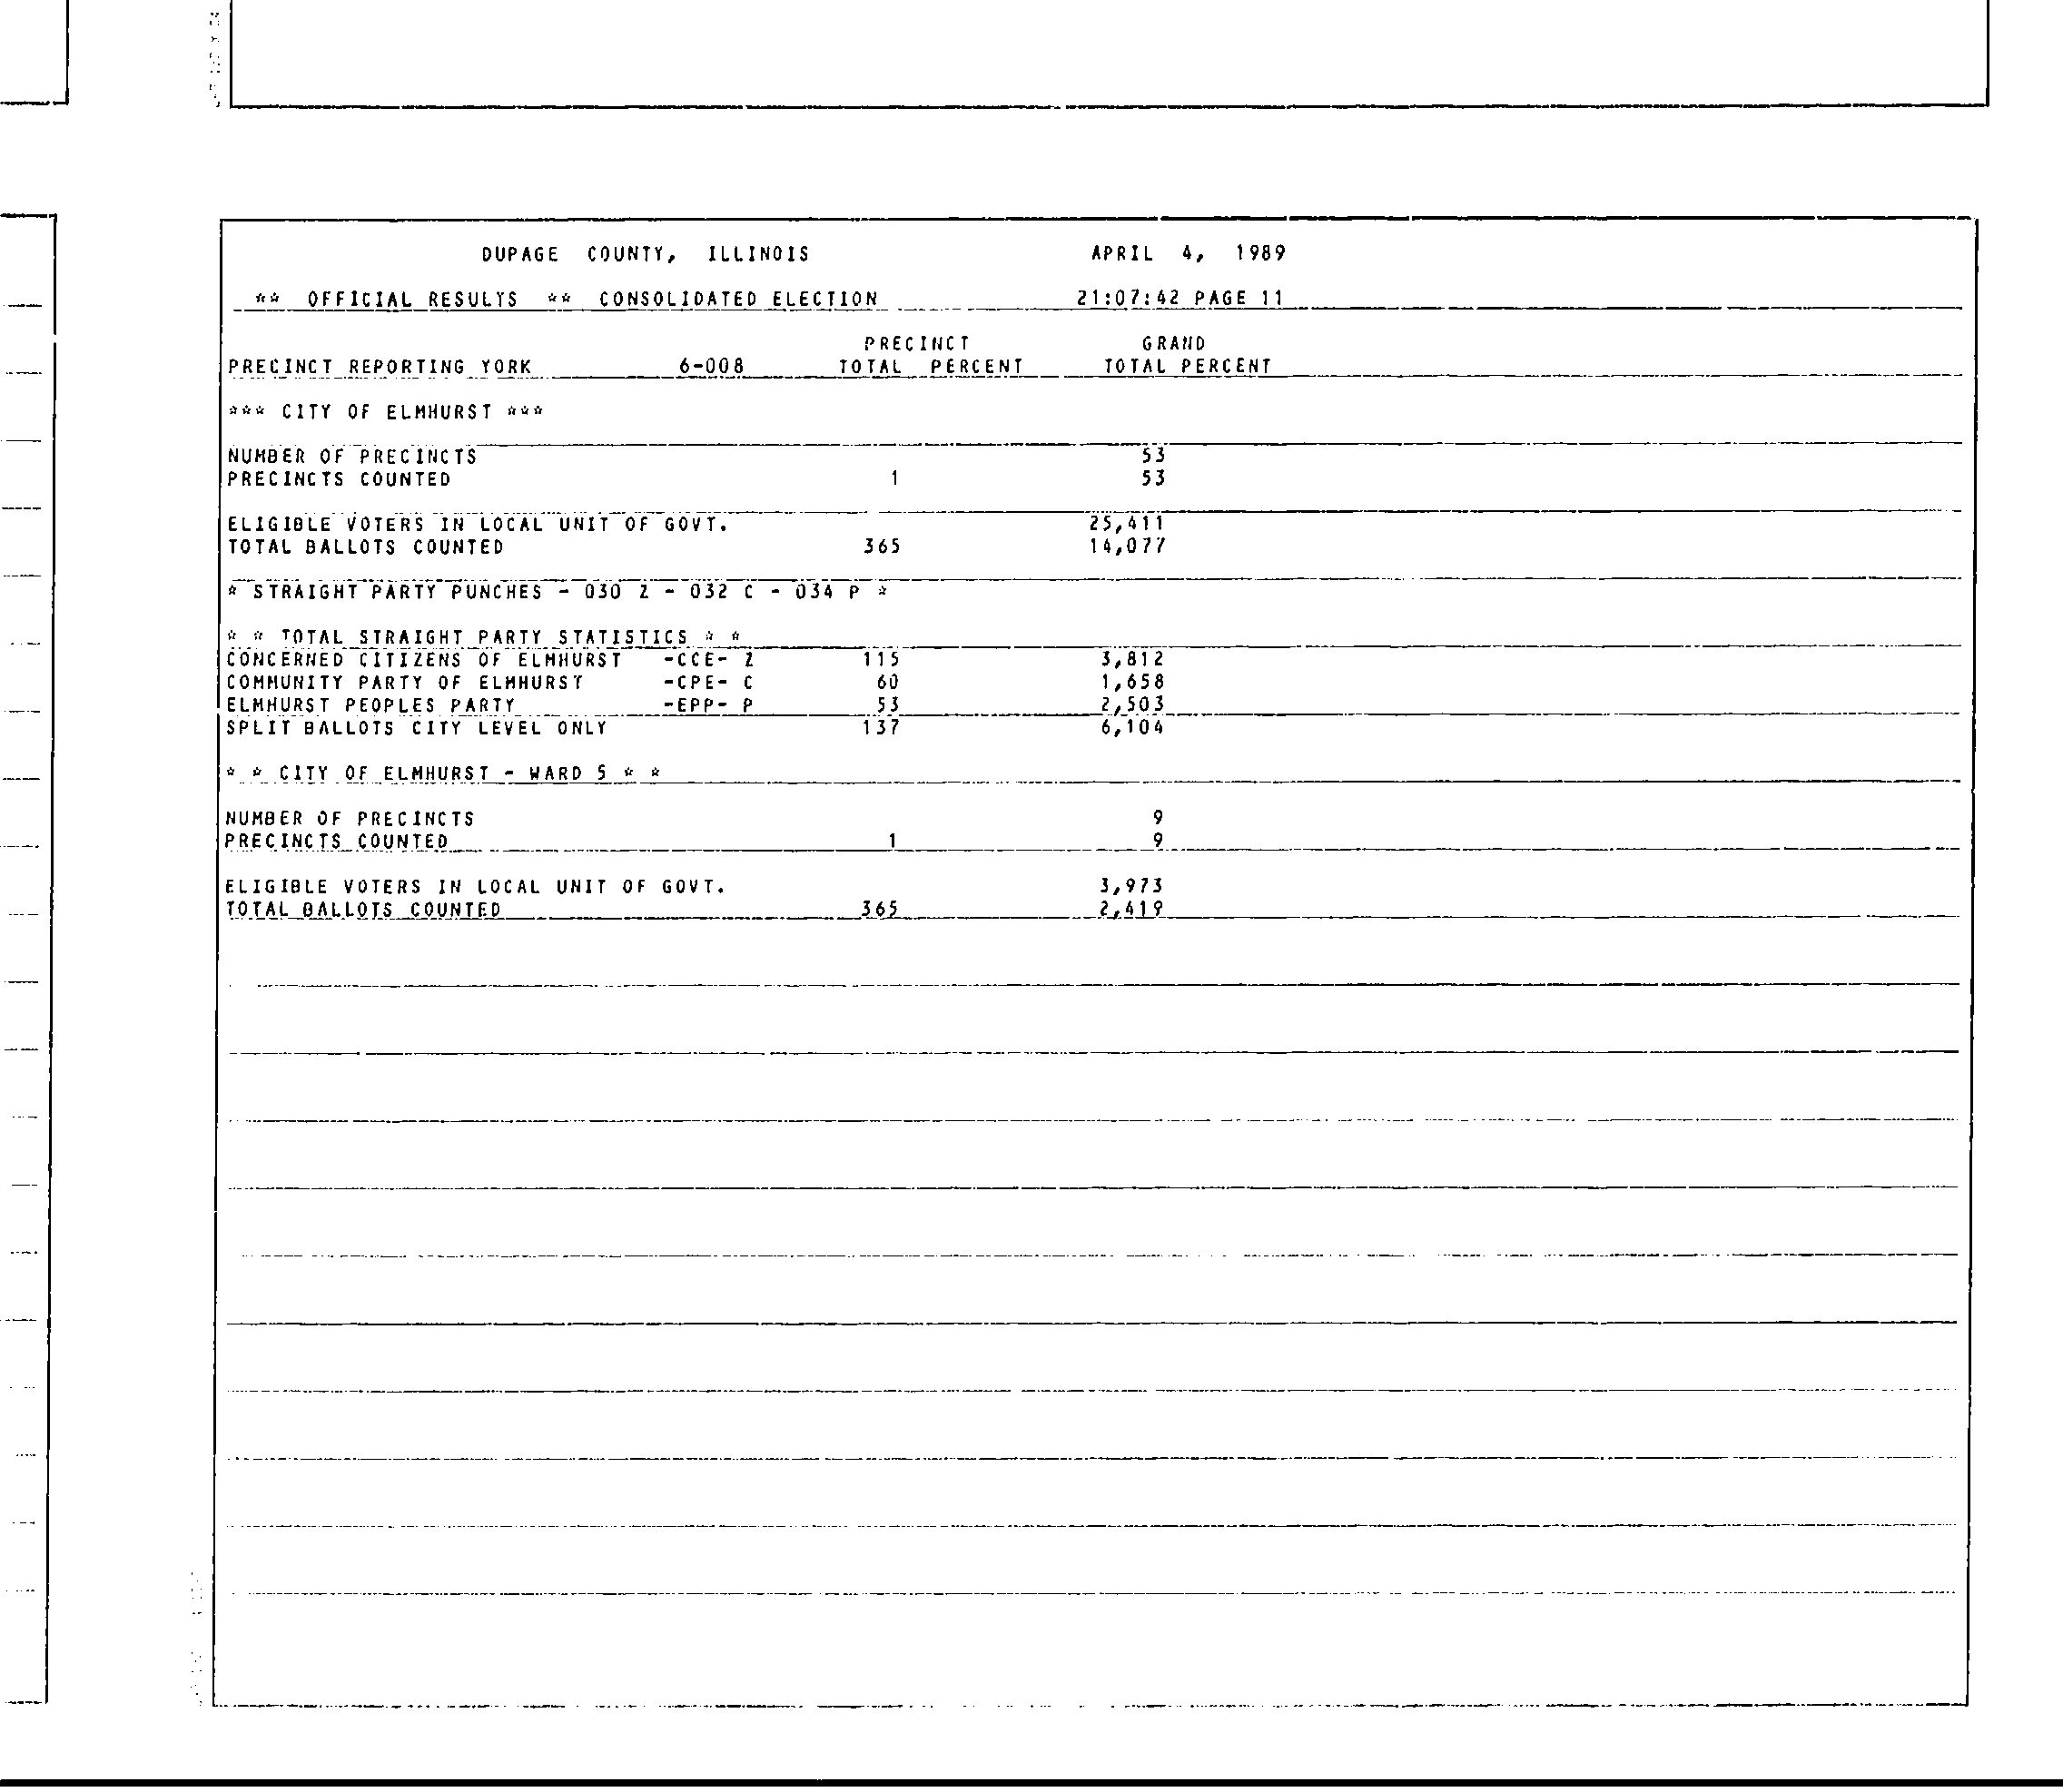 DUPAGE COUNTY, ILLINOIS APRIL 4, 1989
** OFFICIAL RESULTS ** CONSOLIDATED ELECTION 21:07:42 PAGE 11
PRECINCT GRAND
PRECINCT REPORTING YORK 6-008 TOTAL PERCENT TOTAL PERCENT
*** CITY OF ELMHURST ***
NUMBER OF PRECINCTS 53
PRECINCTS COUNTED 1 53
ELIGIBLE VOTERS IN LOCAL UNIT OF GOVT. 25,411
TOTAL BALLOTS COUNTED 365 14,077
* STRAIGHT PARTY PUNCHES - 030 Z - 032 C - 034 P *
* * TOTAL STRAIGHT PARTY STATISTICS * *
CONCERNED CITIZENS OF ELMHURST -CCE- Z 115 3,812
COMMUNITY PARTY OF ELMHURST -CPE- C 60 1,658
ELMHURST PEOPLES PARTY -EPP- P 53 2,503
SPLIT BALLOTS CITY LEVEL ONLY 137 6,104
* * CITY OF ELMHURST - WARD 5 * *
NUMBER OF PRECINCTS 9
PRECINCTS COUNTED 1 9
ELIGIBLE VOTERS IN LOCAL UNIT OF GOVT. 3,973
TOTAL BALLOTS COUNTED 365 2,419